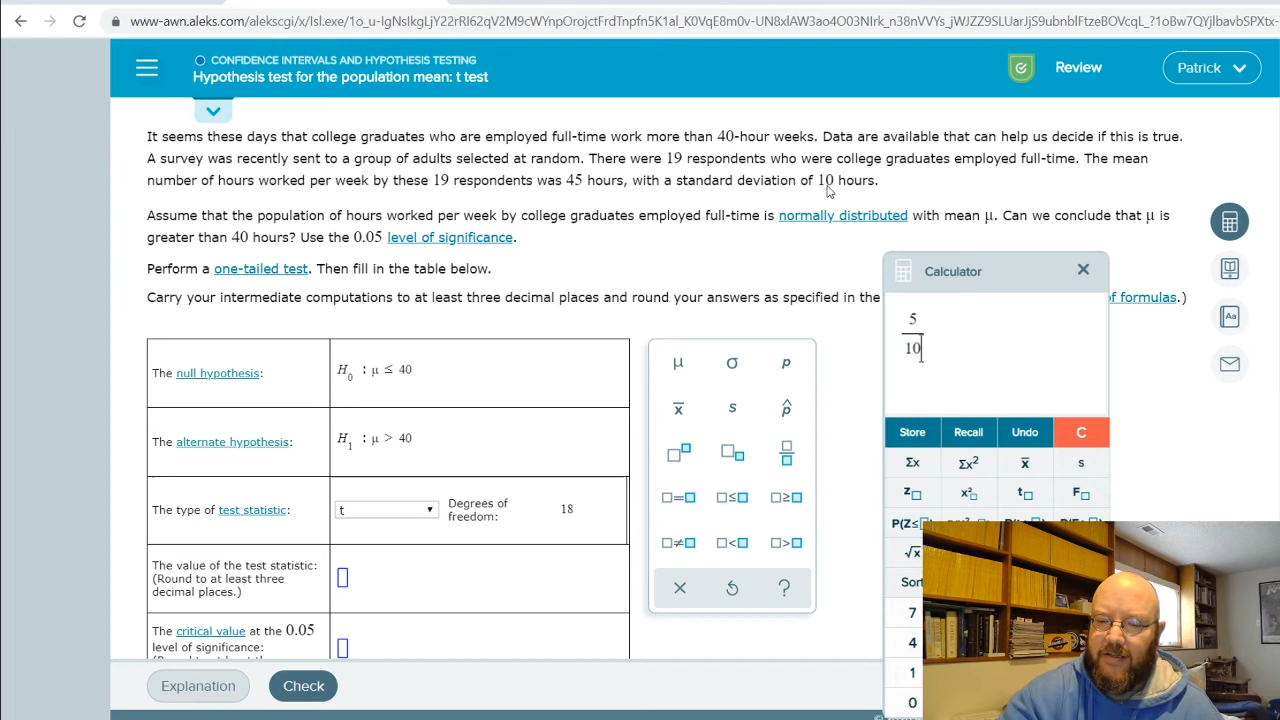 www-awn.aleks.com/alekscgi/x/Isl.exe/1o_u-IgNsIkgLjY22rRI62qV2M9cWYnpOrojctFrdTnpfn5K1al_K0VqE8m0v-UN8xlAW3ao4O03NIrk_n38nVVYs_jWJZZ9SLUarJjS9ubnblFtzeBOVcqL_?1oBw7QYjlbavbSPXtx-
CONFIDENCE INTERVALS AND HYPOTHESIS TESTING
Hypothesis test for the population mean: t test
Review
Patrick
It seems these days that college graduates who are employed full-time work more than 40-hour weeks. Data are available that can help us decide if this is true.
A survey was recently sent to a group of adults selected at random. There were 19 respondents who were college graduates employed full-time. The mean
number of hours worked per week by these 19 respondents was 45 hours, with a standard deviation of 10 hours.
Assume that the population of hours worked per week by college graduates employed full-time is normally distributed with mean μ. Can we conclude that μ is
greater than 40 hours? Use the 0.05 level of significance.
Perform a one-tailed test. Then fill in the table below.
Carry your intermediate computations to at least three decimal places and round your answers as specified in the
of formulas.)
The null hypothesis:
H0 : μ ≤ 40
The alternate hypothesis:
H1 : μ > 40
The type of test statistic:
t
Degrees of
freedom:
18
The value of the test statistic:
(Round to at least three
decimal places.)
The critical value at the 0.05
level of significance:
μ σ p
x̄ s p̂
□=□ □≤□ □≥□
□≠□ □<□ □>□
× ?
Calculator
5
10
Store Recall Undo C
Σx Σx² x̄ s
z□ x²□ t□ F□
P(Z≤
√x
Sort
7
4
1
0
Aa
Explanation
Check